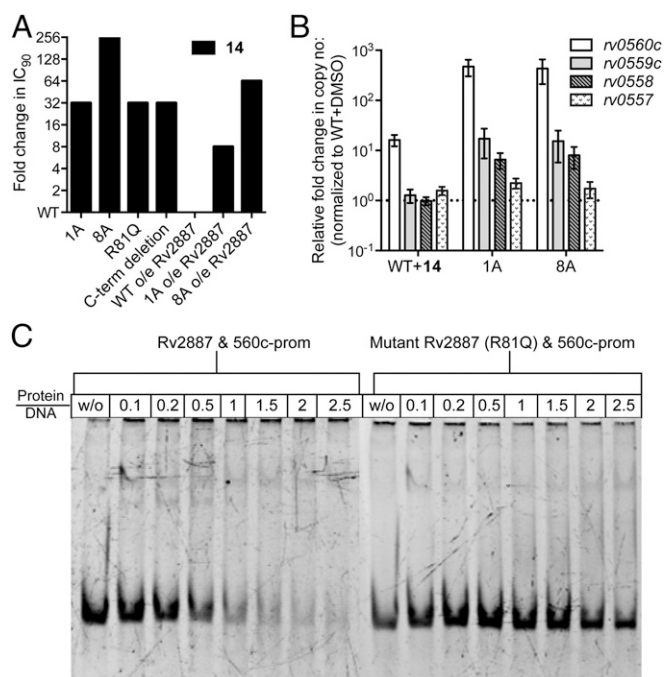 A
14
Fold change in IC90
256
128
64
32
16
8
4
2
WT
1A
8A
R81Q
C-term deletion
WT o/e Rv2887
1A o/e Rv2887
8A o/e Rv2887
B
rv0560c
rv0559c
rv0558
rv0557
Relative fold change in copy no:
(normalized to WT+DMSO)
10³
10²
10¹
10⁰
10⁻¹
WT+14
1A
8A
C
Rv2887 & 560c-prom
Mutant Rv2887 (R81Q) & 560c-prom
Protein
DNA
w/o 0.1 0.2 0.5 1 1.5 2 2.5
w/o 0.1 0.2 0.5 1 1.5 2 2.5